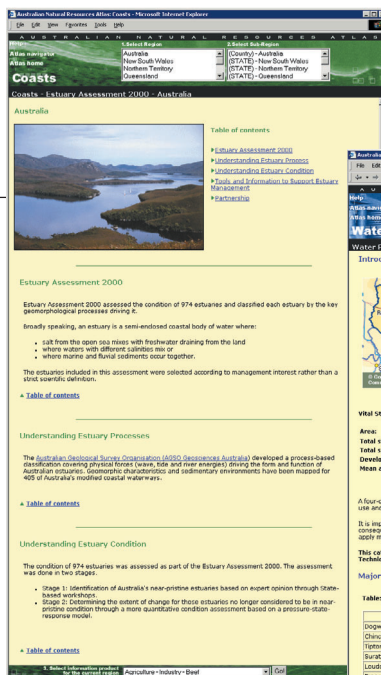 Australian Natural Resources Atlas: Coasts - Microsoft Internet Explorer
File Edit View Favorites Tools Help
A U S T R A L I A N N A T U R A L R E S O U R C E S A T L A S
Help
1.Select Region 2.Select Sub-Region
Atlas navigator
Atlas home
Australia
New South Wales
Northern Territory
Queensland
(Country) - Australia
(STATE) - New South Wales
(STATE) - Northern Territory
(STATE) - Queensland
Coasts
Coasts - Estuary Assessment 2000 - Australia
Australia
Table of contents
Estuary Assessment 2000
Understanding Estuary Process
Understanding Estuary Condition
Tools and Information to Support Estuary
Management
Partnership
Estuary Assessment 2000
Estuary Assessment 2000 assessed the condition of 974 estuaries and classified each estuary by the key
geomorphological processes driving it.
Broadly speaking, an estuary is a semi-enclosed coastal body of water where:
• salt from the open sea mixes with freshwater draining from the land
• where waters with different salinities mix or
• where marine and fluvial sediments occur together.
The estuaries included in this assessment were selected according to management interest rather than a
strict scientific definition.
Table of contents
Understanding Estuary Processes
The Australian Geological Survey Organisation (AGSO Geosciences Australia) developed a process-based
classification covering physical forces (wave, tide and river energies) driving the form and function of
Australian estuaries. Geomorphic characteristics and sedimentary environments have been mapped for
405 of Australia's modified coastal waterways.
Table of contents
Understanding Estuary Condition
The condition of 974 estuaries was assessed as part of the Estuary Assessment 2000. The assessment
was done in two stages.
• Stage 1: Identification of Australia's near-pristine estuaries based on expert opinion through State-
based workshops.
• Stage 2: Determining the extent of change for those estuaries no longer considered to be in near-
pristine condition through a more quantitative condition assessment based on a pressure-state-
response model.
Table of contents
3. Select information product
for the current region
Agriculture - Industry - Beef
Go!
Australia
File Edit
A U
Help
Atlas navi
Atlas home
Wate
Water R
Introd
Vital St
Area:
Total s
Total s
Develo
Mean a
A four-c
use ana
It is imp
consequ
apply m
This cat
Technic
Major
Table:
Dogw
Chinc
Tipton
Surat
Loudo